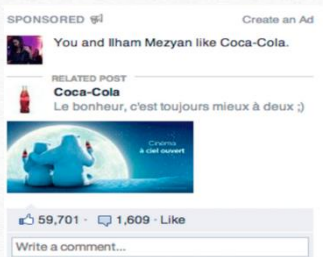 SPONSORED Create an Ad
You and Ilham Mezyan like Coca-Cola.
RELATED POST
Coca-Cola
Le bonheur, c'est toujours mieux à deux ;)
Cinéma
à ciel ouvert
59,701 · 1,609 · Like
Write a comment...